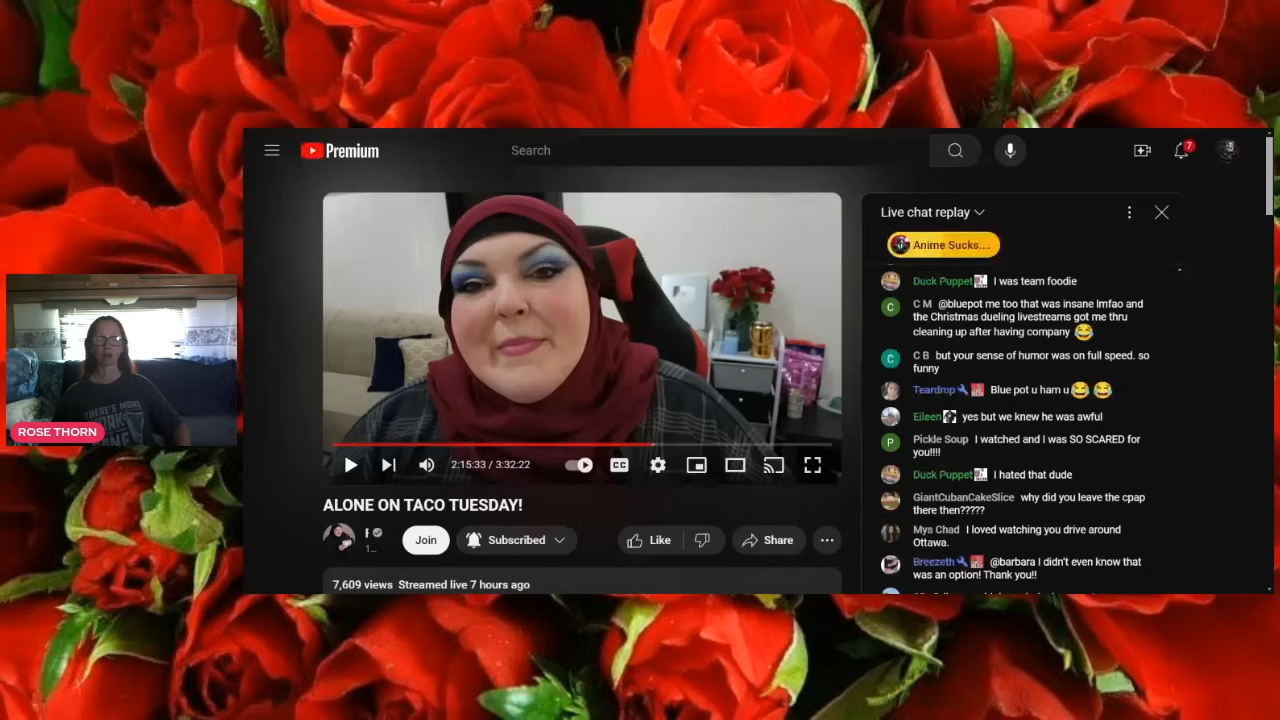 Premium
Search
7
Live chat replay
Anime Sucks....
Duck Puppet I was team foodie
C M @bluepot me too that was insane lmfao and
the Christmas dueling livestreams got me thru
cleaning up after having company
C B but your sense of humor was on full speed. so
funny
Teardrop Blue pot u ham u
Eileen yes but we knew he was awful
Pickle Soup I watched and I was SO SCARED for
you!!!!
Duck Puppet I hated that dude
GiantCubanCakeSlice why did you leave the cpap
there then?????
Mys Chad I loved watching you drive around
Ottawa.
Breezeth @barbara I didn't even know that
was an option! Thank you!!
THERE'S MORE
ROSE THORN
2:15:33 / 3:32:22
CC
ALONE ON TACO TUESDAY!
Join
Subscribed
Like
Share
7,609 views Streamed live 7 hours ago